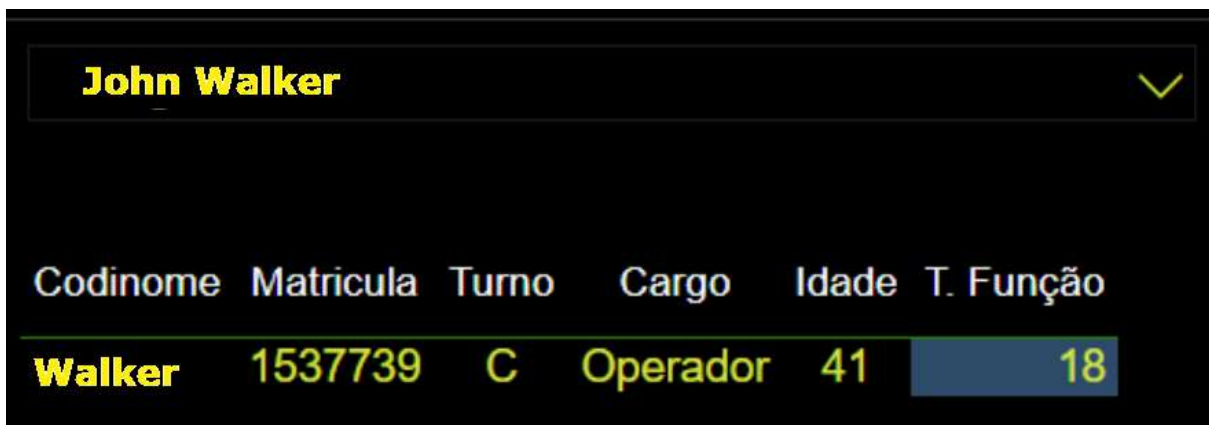 John Walker
Codinome Matricula Turno Cargo Idade T. Função
Walker 1537739 C Operador 41 18